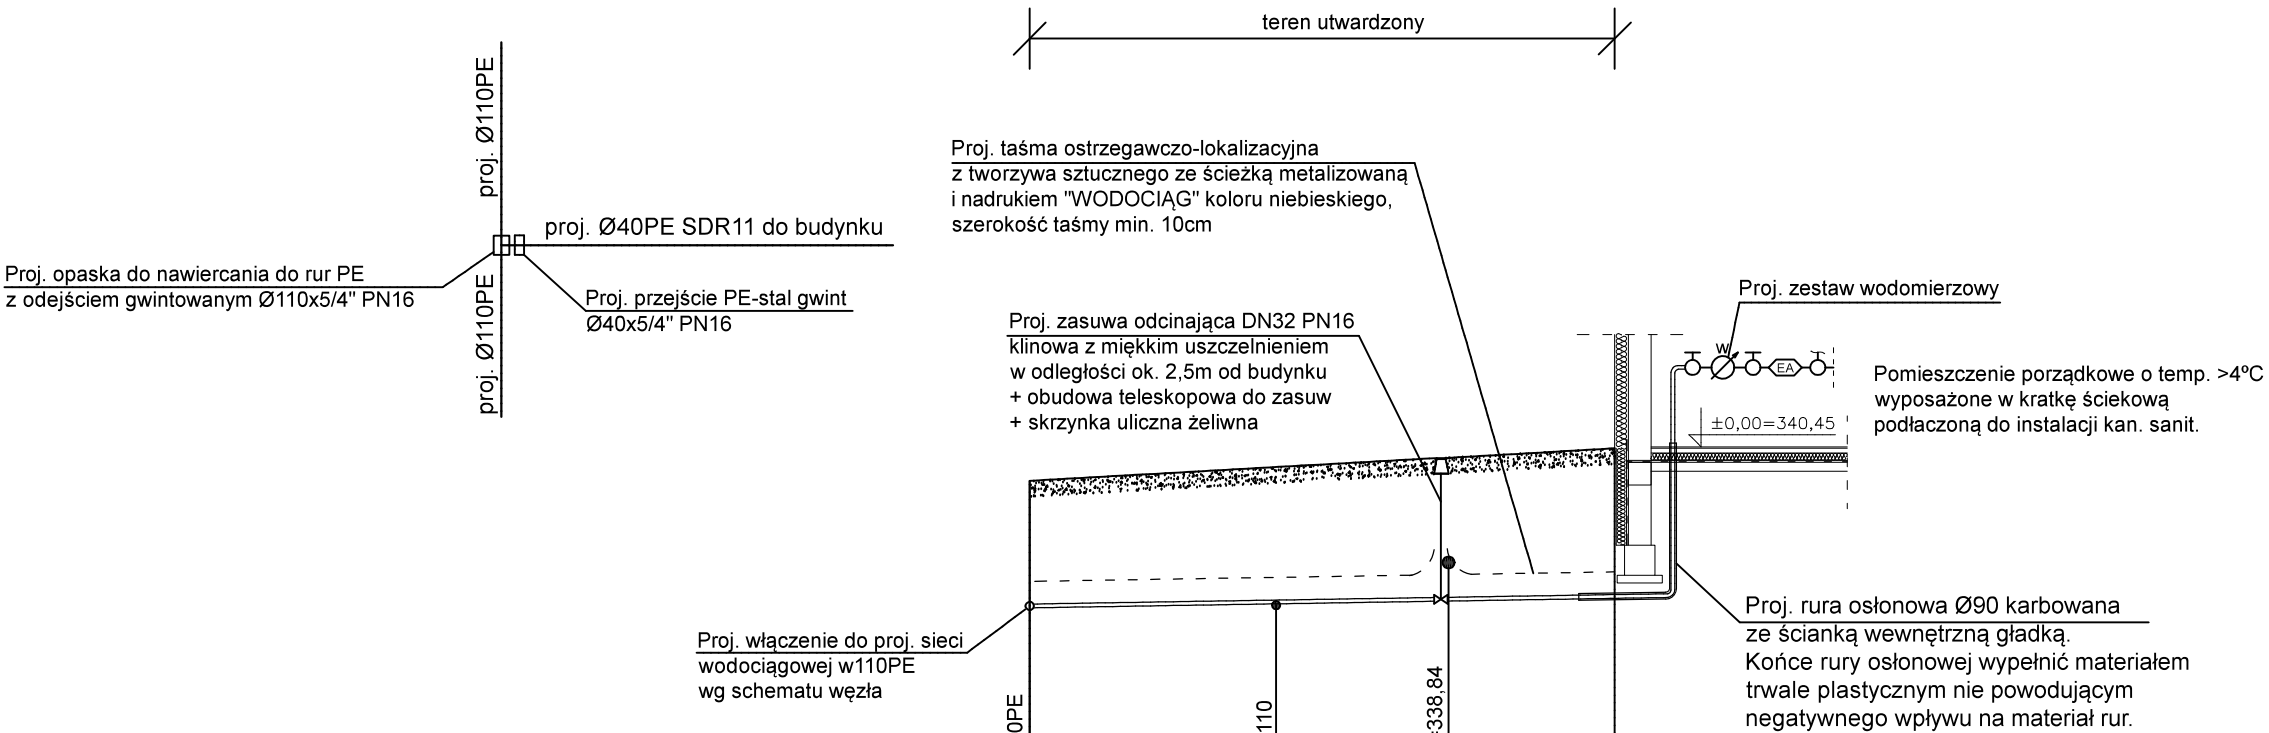 teren utwardzony
proj. Ø110PE
proj. Ø40PE SDR11 do budynku
Proj. opaska do nawiercania do rur PE
z odejściem gwintowanym Ø110x5/4" PN16
proj. Ø110PE
Proj. przejście PE-stal gwint
Ø40x5/4" PN16
Proj. taśma ostrzegawczo-lokalizacyjna
z tworzywa sztucznego ze ścieżką metalizowaną
i nadrukiem "WODOCIĄG" koloru niebieskiego,
szerokość taśmy min. 10cm
Proj. zasuwa odcinająca DN32 PN16
klinowa z miękkim uszczelnieniem
w odległości ok. 2,5m od budynku
+ obudowa teleskopowa do zasuw
+ skrzynka uliczna żeliwna
Proj. zestaw wodomierzowy
W
EA
Pomieszczenie porządkowe o temp. >4ºC
wyposażone w kratkę ściekową
podłaczoną do instalacji kan. sanit.
±0,00=340,45
Proj. włączenie do proj. sieci
wodociągowej w110PE
wg schematu węzła
Proj. rura osłonowa Ø90 karbowana
ze ścianką wewnętrzną gładką.
Końce rury osłonowej wypełnić materiałem
trwale plastycznym nie powodującym
negatywnego wpływu na materiał rur.
0PE
110
338,84